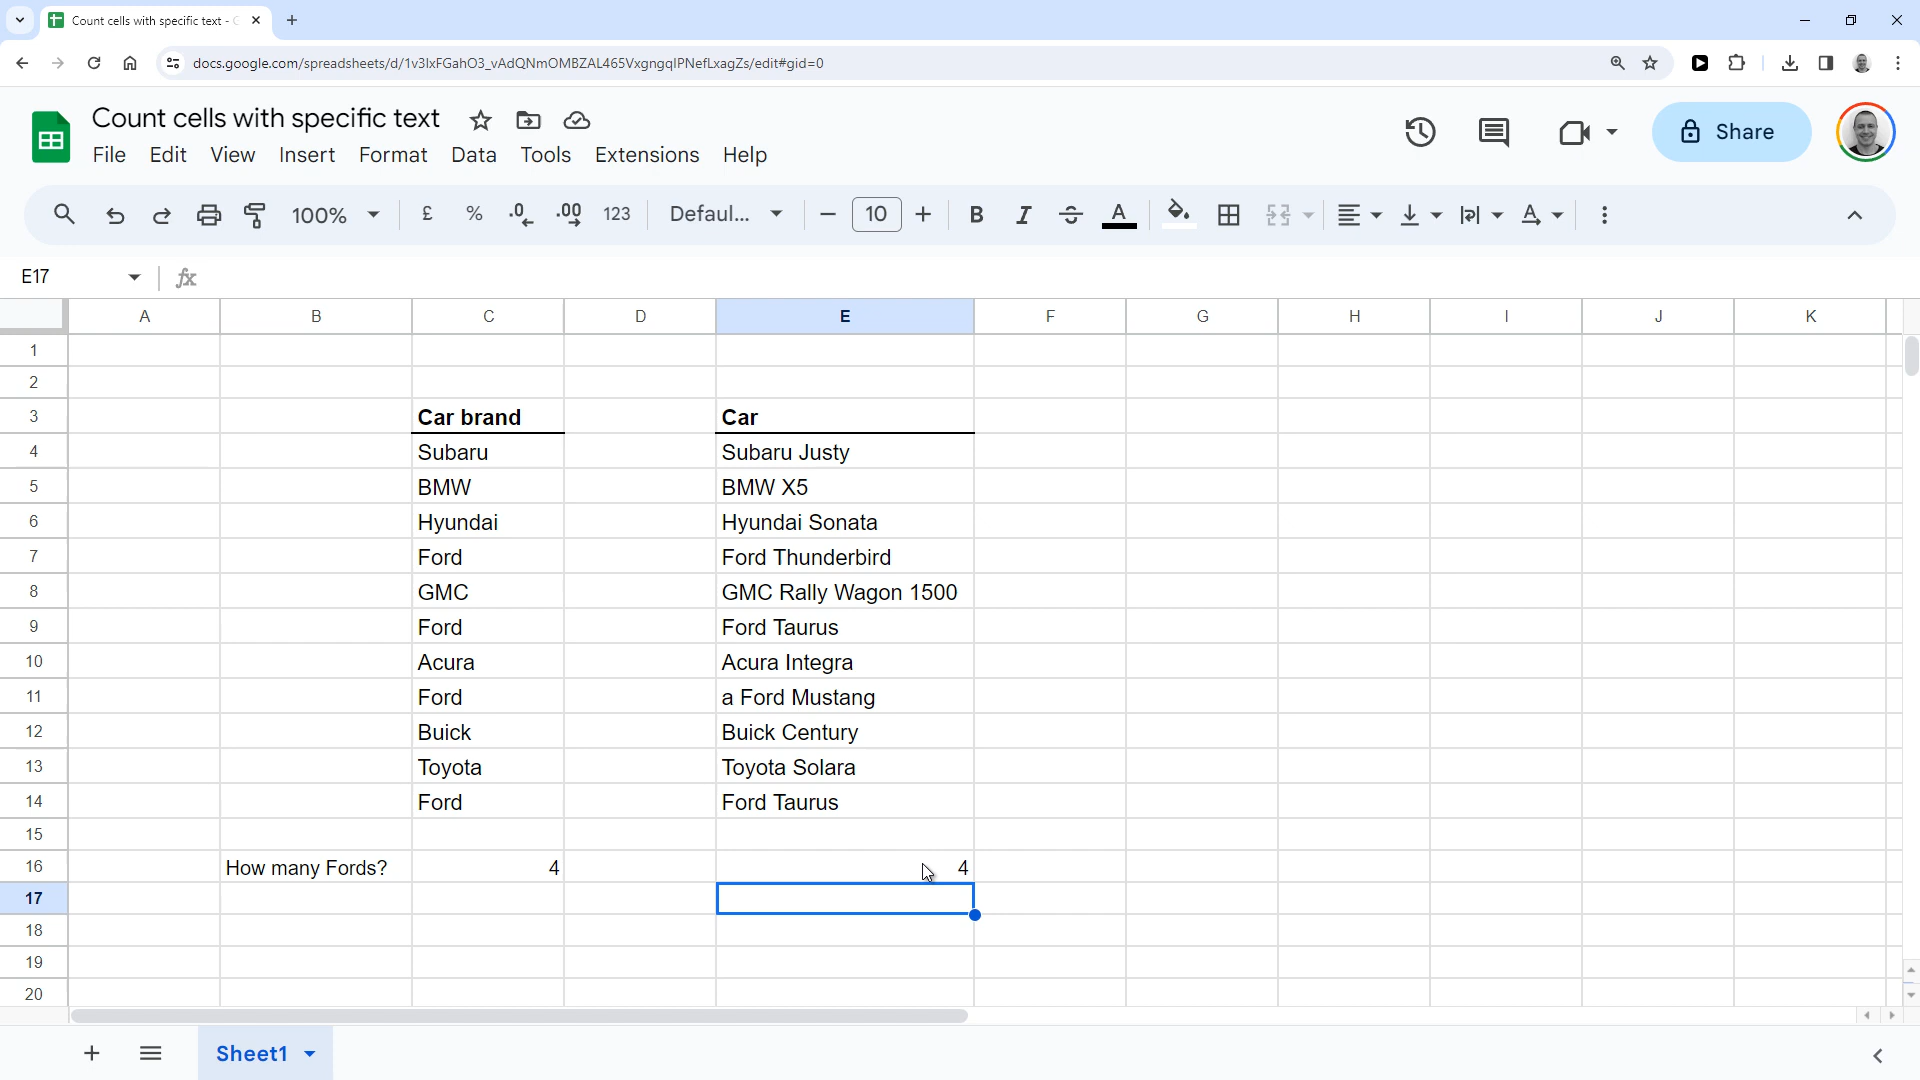 Count cells with specific text - G
docs.google.com/spreadsheets/d/1v3lxFGahO3_vAdQNmOMBZAL465VxgngqIPNefLxagZs/edit#gid=0
Count cells with specific text
File Edit View Insert Format Data Tools Extensions Help
Share
100% £ % .0 .00 123 Defaul... 10 B I A
E17 fx
A B C D E F G H I J K
1
2
3 Car brand Car
4 Subaru Subaru Justy
5 BMW BMW X5
6 Hyundai Hyundai Sonata
7 Ford Ford Thunderbird
8 GMC GMC Rally Wagon 1500
9 Ford Ford Taurus
10 Acura Acura Integra
11 Ford a Ford Mustang
12 Buick Buick Century
13 Toyota Toyota Solara
14 Ford Ford Taurus
15
16 How many Fords? 4 4
17
18
19
20
Sheet1